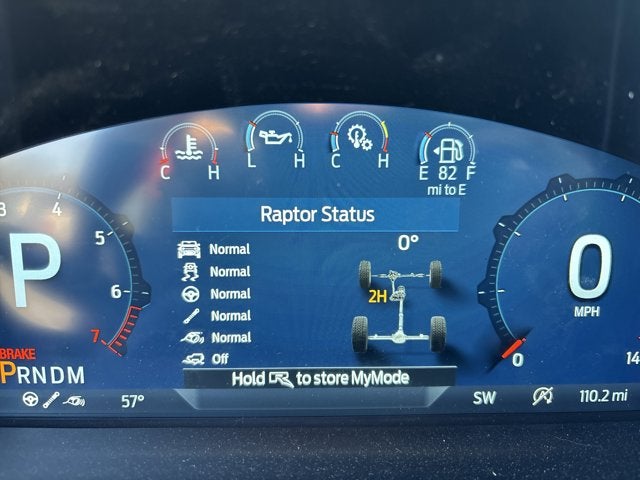 C H
L H
C H
E 82 F
mi to E
Raptor Status
3 4 5 6 7
P
Normal
Normal
Normal
Normal
Normal
Off
0°
2H
0
MPH
0
14
BRAKE
PRNDM
Hold to store MyMode
57°
SW
110.2 mi